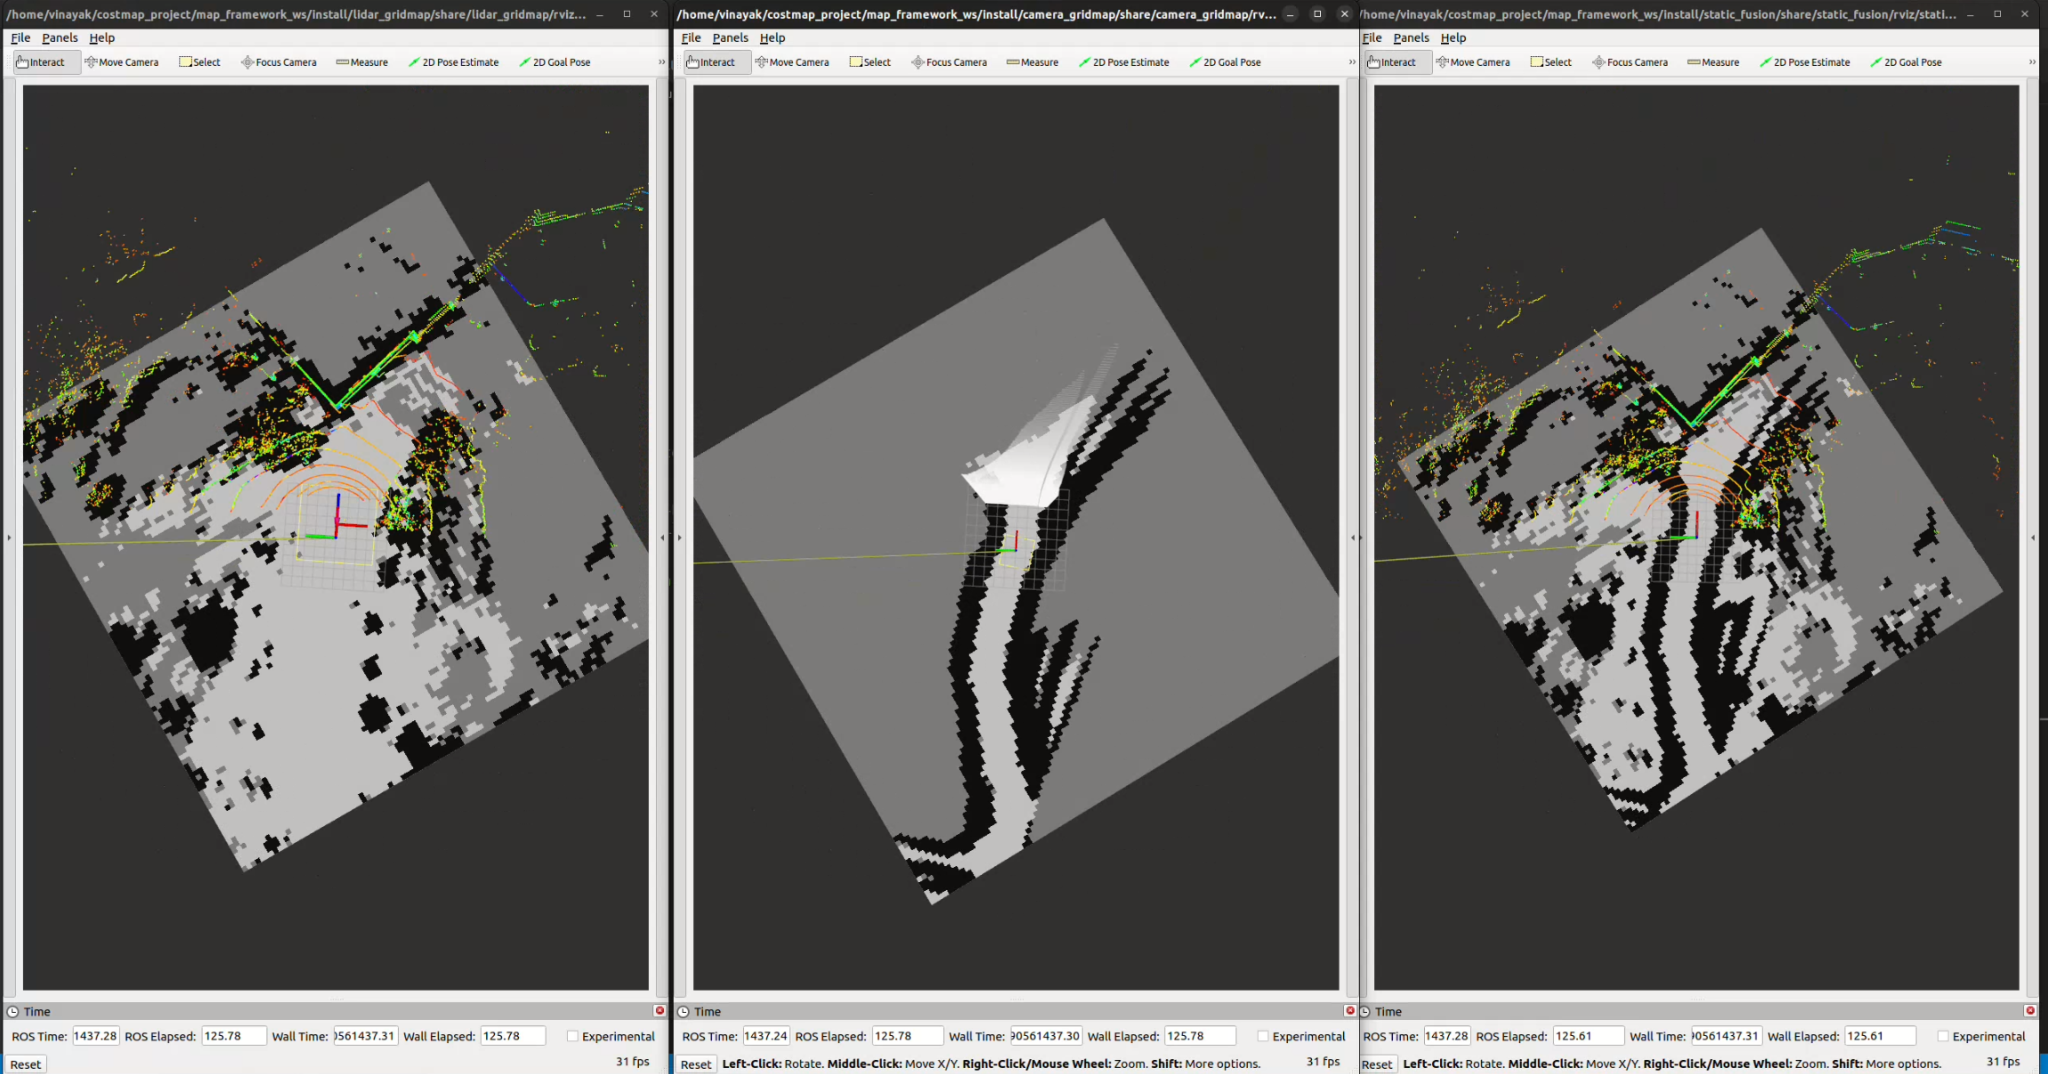 /home/vinayak/costmap_project/map_framework_ws/install/lidar_gridmap/share/lidar_gridmap/rviz...
File Panels Help
Interact Move Camera Select Focus Camera Measure 2D Pose Estimate 2D Goal Pose
Time
ROS Time: 1437.28 ROS Elapsed: 125.78 Wall Time: 0561437.31 Wall Elapsed: 125.78 Experimental
Reset 31 fps
/home/vinayak/costmap_project/map_framework_ws/install/camera_gridmap/share/camera_gridmap/rv...
File Panels Help
Interact Move Camera Select Focus Camera Measure 2D Pose Estimate 2D Goal Pose
Time
ROS Time: 1437.24 ROS Elapsed: 125.78 Wall Time: 90561437.30 Wall Elapsed: 125.78 Experimental
Reset Left-Click: Rotate. Middle-Click: Move X/Y. Right-Click/Mouse Wheel: Zoom. Shift: More options. 31 fps
/home/vinayak/costmap_project/map_framework_ws/install/static_fusion/share/static_fusion/rviz/stati...
File Panels Help
Interact Move Camera Select Focus Camera Measure 2D Pose Estimate 2D Goal Pose
Time
ROS Time: 1437.28 ROS Elapsed: 125.61 Wall Time: 90561437.31 Wall Elapsed: 125.61 Experimental
Reset Left-Click: Rotate. Middle-Click: Move X/Y. Right-Click/Mouse Wheel: Zoom. Shift: More options. 31 fps